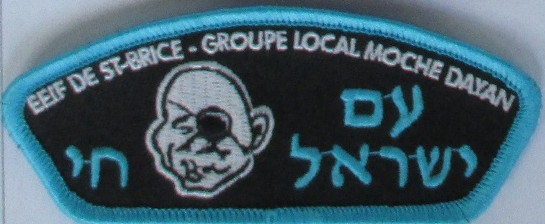 EEIF DE ST-BRICE - GROUPE LOCAL MOCHE DAYAN
עם
ישראל חי